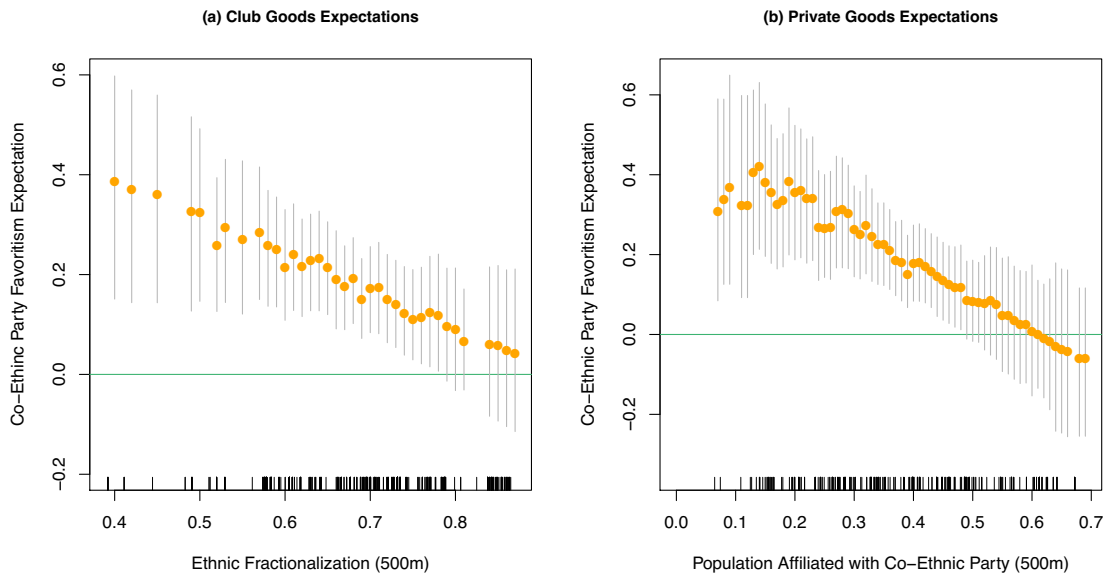 (a) Club Goods Expectations
Co−Ethinc Party Favoritism Expectation
0.6
0.4
0.2
0.0
−0.2
0.4 0.5 0.6 0.7 0.8
Ethnic Fractionalization (500m)
(b) Private Goods Expectations
Co−Ethnic Party Favoritism Expectation
0.6
0.4
0.2
0.0
−0.2
0.0 0.1 0.2 0.3 0.4 0.5 0.6 0.7
Population Affiliated with Co−Ethnic Party (500m)